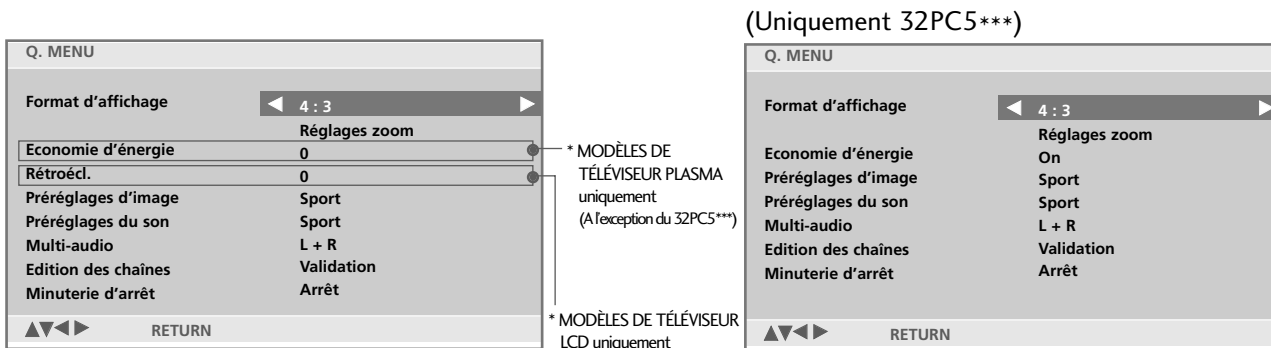 Q. MENU
Format d'affichage 4 : 3
Réglages zoom
Economie d'énergie 0
Rétroécl. 0
Préréglages d'image Sport
Préréglages du son Sport
Multi-audio L + R
Edition des chaînes Validation
Minuterie d'arrêt Arrêt
RETURN
* MODÈLES DE
TÉLÉVISEUR PLASMA
uniquement
(A l'exception du 32PC5***)
* MODÈLES DE TÉLÉVISEUR
LCD uniquement
(Uniquement 32PC5***)
Q. MENU
Format d'affichage 4 : 3
Réglages zoom
Economie d'énergie On
Préréglages d'image Sport
Préréglages du son Sport
Multi-audio L + R
Edition des chaînes Validation
Minuterie d'arrêt Arrêt
RETURN